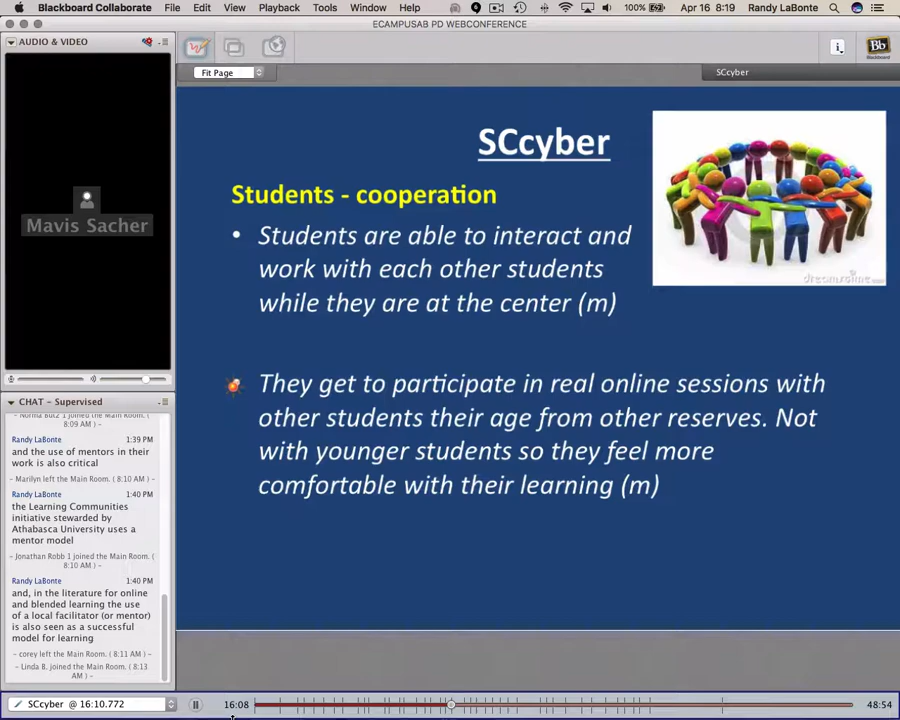 Blackboard Collaborate File Edit View Playback Tools Window Help 100% Apr 16 8:19 Randy LaBonte
ECAMPUSAB PD WEBCONFERENCE
AUDIO & VIDEO
Mavis Sacher
CHAT - Supervised
8:09 AM ) –
Randy LaBonte 1:39 PM
and the use of mentors in their
work is also critical
– Marilyn left the Main Room. ( 8:10 AM ) –
Randy LaBonte 1:40 PM
the Learning Communities
initiative stewarded by
Athabasca University uses a
mentor model
– Jonathan Robb 1 joined the Main Room. (
8:10 AM ) –
Randy LaBonte 1:40 PM
and, in the literature for online
and blended learning the use
of a local facilitator (or mentor)
is also seen as a successful
model for learning
– corey left the Main Room. ( 8:11 AM ) –
– Linda B. joined the Main Room. ( 8:13
AM ) –
Fit Page
SCcyber
i
Bb
Blackboard
SCcyber
Students - cooperation
• Students are able to interact and
work with each other students
while they are at the center (m)
dreamstime
They get to participate in real online sessions with
other students their age from other reserves. Not
with younger students so they feel more
comfortable with their learning (m)
SCcyber @ 16:10.772
16:08
48:54